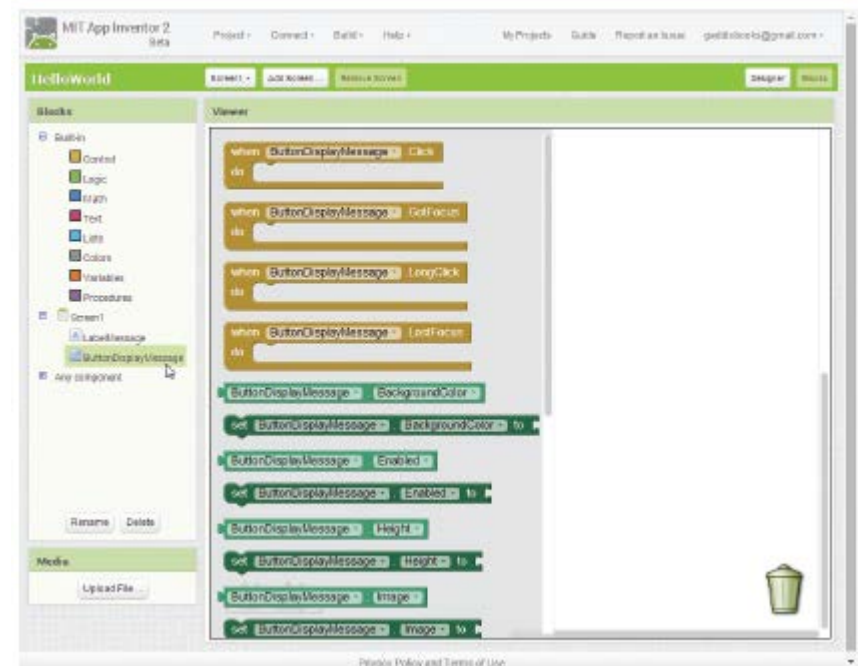 MIT App Inventor 2
Beta
Project Connect Build Help My Projects Guide Report an Issue
HelloWorld Screen1 Add Screen... Remove Screen Designer Blocks
Blocks Viewer
Built-in
Control
Logic
Math
Text
Lists
Colors
Variables
Procedures
Screen1
LabelMessage
ButtonDisplayMessage
Any component
Rename Delete
Media
Upload File...
when ButtonDisplayMessage .Click
do
when ButtonDisplayMessage .GotFocus
do
when ButtonDisplayMessage .LongClick
do
when ButtonDisplayMessage .LostFocus
do
ButtonDisplayMessage . BackgroundColor
set ButtonDisplayMessage . BackgroundColor to
ButtonDisplayMessage . Enabled
set ButtonDisplayMessage . Enabled to
ButtonDisplayMessage . Height
set ButtonDisplayMessage . Height to
ButtonDisplayMessage . Image
set ButtonDisplayMessage . Image to
Privacy Policy and Terms of Use